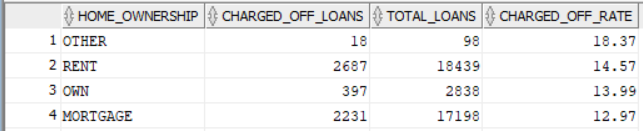 HOME_OWNERSHIP CHARGED_OFF_LOANS TOTAL_LOANS CHARGED_OFF_RATE
1 OTHER 18 98 18.37
2 RENT 2687 18439 14.57
3 OWN 397 2838 13.99
4 MORTGAGE 2231 17198 12.97